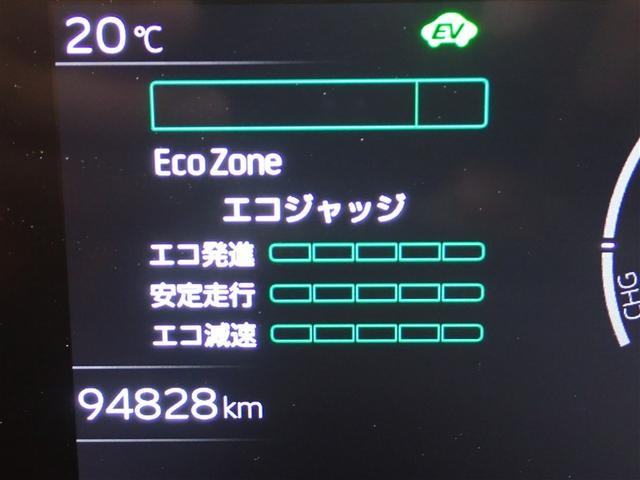 20℃
EV
Eco Zone
エコジャッジ
エコ発進
安定走行
エコ減速
CHG
94828km